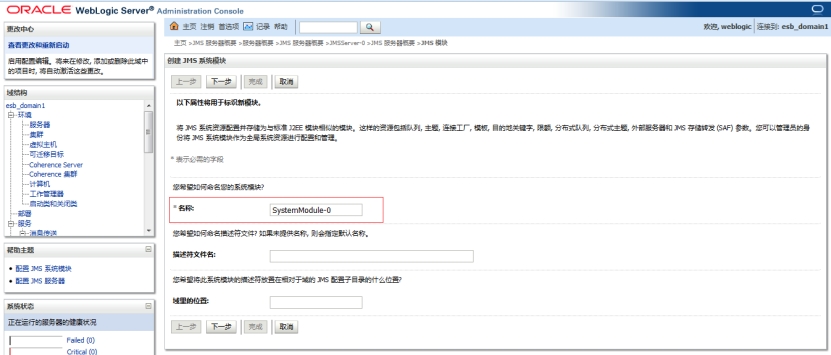 ORACLE WebLogic Server® Administration Console
更改中心
查看更改和重新启动
启用配置编辑。将来在修改, 添加或删除此域中的项目时, 将自动激活这些更改。
域结构
esb_domain1
环境
服务器
集群
虚拟主机
可迁移目标
Coherence Server
Coherence 集群
计算机
工作管理器
启动类和关闭类
部署
服务
消息传送
帮助主题
配置 JMS 系统模块
配置 JMS 服务器
系统状态
正在运行的服务器的健康状况
Failed (0)
Critical (0)
主页 注销 首选项 记录 帮助
欢迎, weblogic 连接到: esb_domain1
主页 >JMS 服务器概要 >服务器概要 >JMS 服务器概要 >JMSServer-0 >JMS 服务器概要 >JMS 模块
创建 JMS 系统模块
上一步 下一步 完成 取消
以下属性将用于标识新模块。
将 JMS 系统资源配置并存储为与标准 J2EE 模块相似的模块。这样的资源包括队列, 主题, 连接工厂, 模板, 目的地关键字, 限额, 分布式队列, 分布式主题, 外部服务器和 JMS 存储转发 (SAF) 参数。您可以管理员的身
份将 JMS 系统模块作为全局系统资源进行配置和管理。
* 表示必需的字段
您希望如何命名您的系统模块?
* 名称: SystemModule-0
您希望如何命名描述符文件? 如果未提供名称, 则会指定默认名称。
描述符文件名:
您希望将此系统模块的描述符放置在相对于域的 JMS 配置子目录的什么位置?
域里的位置:
上一步 下一步 完成 取消